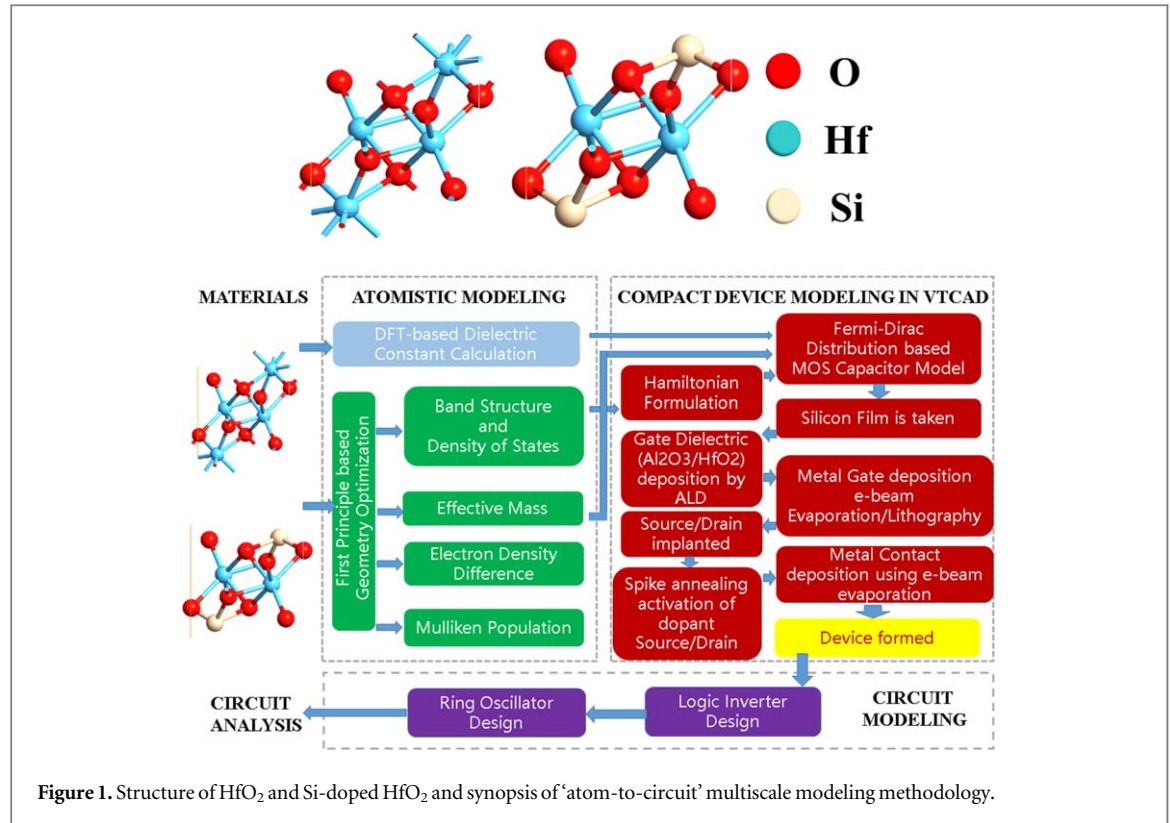 O
Hf
Si
MATERIALS
ATOMISTIC MODELING
DFT-based Dielectric
Constant Calculation
First Principle based
Geometry Optimization
Band Structure
and
Density of States
Effective Mass
Electron Density
Difference
Mulliken Population
COMPACT DEVICE MODELING IN VTCAD
Fermi-Dirac
Distribution based
MOS Capacitor Model
Hamiltonian
Formulation
Silicon Film is taken
Gate Dielectric
(Al2O3/HfO2)
deposition by
ALD
Metal Gate deposition
e-beam
Evaporation/Lithography
Source/Drain
implanted
Spike annealing
activation of
dopant
Source/Drain
Metal Contact
deposition using e-beam
evaporation
Device formed
CIRCUIT
ANALYSIS
Ring Oscillator
Design
Logic Inverter
Design
CIRCUIT
MODELING
Figure 1. Structure of HfO₂ and Si-doped HfO₂ and synopsis of ‘atom-to-circuit’ multiscale modeling methodology.